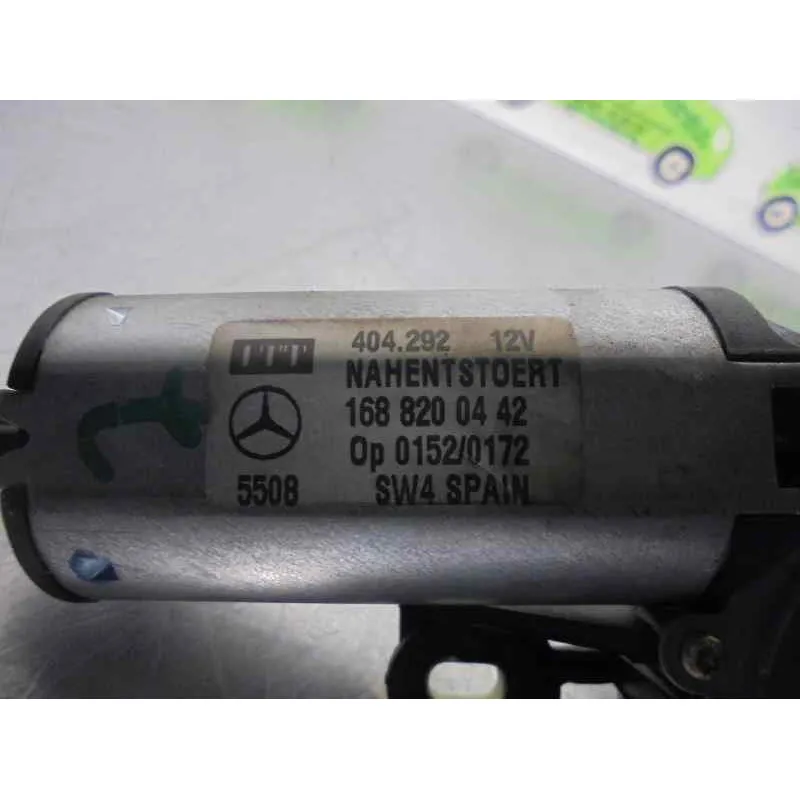 ITT 404.292 12V
NAHENTSTOERT
168 820 04 42
Op 0152/0172
5508 SW4 SPAIN